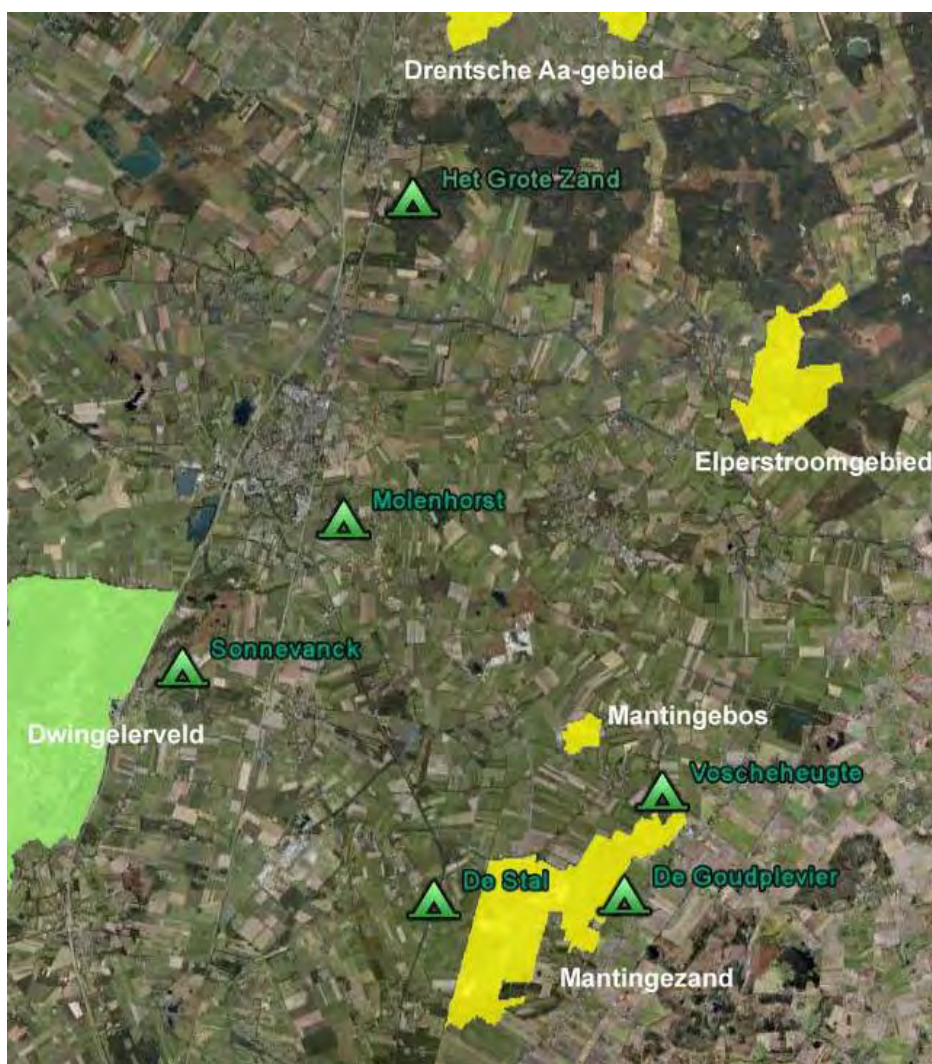 Drentsche Aa-gebied
Het Grote Zand
Elperstroomgebied
Molenhorst
Sonnevanck
Dwingelerveld
Mantingebos
Voscheheugte
De Stal
De Goudplevier
Mantingezand